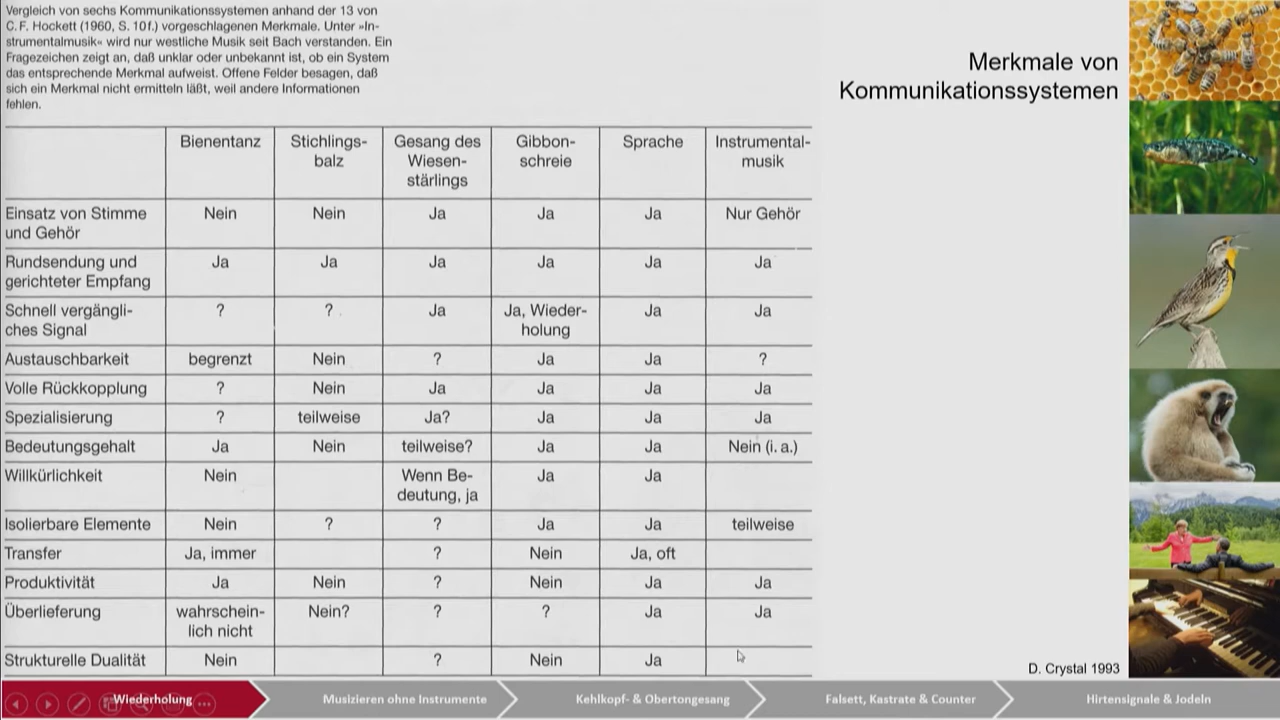 Vergleich von sechs Kommunikationssystemen anhand der 13 von
C. F. Hockett (1960, S. 10f.) vorgeschlagenen Merkmale. Unter »In-
strumentalmusik« wird nur westliche Musik seit Bach verstanden. Ein
Fragezeichen zeigt an, daß unklar oder unbekannt ist, ob ein System
das entsprechende Merkmal aufweist. Offene Felder besagen, daß
sich ein Merkmal nicht ermitteln läßt, weil andere Informationen
fehlen.
Merkmale von
Kommunikationssystemen
Bienentanz Stichlings- Gesang des Gibbon- Sprache Instrumental-
balz Wiesen- schreie musik
stärlings
Einsatz von Stimme Nein Nein Ja Ja Ja Nur Gehör
und Gehör
Rundsendung und Ja Ja Ja Ja Ja Ja
gerichteter Empfang
Schnell vergängli- ? ? Ja Ja, Wieder- Ja Ja
ches Signal holung
Austauschbarkeit begrenzt Nein ? Ja Ja ?
Volle Rückkopplung ? Nein Ja Ja Ja Ja
Spezialisierung ? teilweise Ja? Ja Ja Ja
Bedeutungsgehalt Ja Nein teilweise? Ja Ja Nein (i. a.)
Willkürlichkeit Nein Wenn Be- Ja Ja
deutung, ja
Isolierbare Elemente Nein ? ? Ja Ja teilweise
Transfer Ja, immer ? Nein Ja, oft
Produktivität Ja Nein ? Nein Ja Ja
Überlieferung wahrschein- Nein? ? ? Ja Ja
lich nicht
Strukturelle Dualität Nein ? Nein Ja
D. Crystal 1993
Wiederholung Musizieren ohne Instrumente Kehlkopf- & Obertongesang Falsett, Kastrate & Counter Hirtensignale & Jodeln